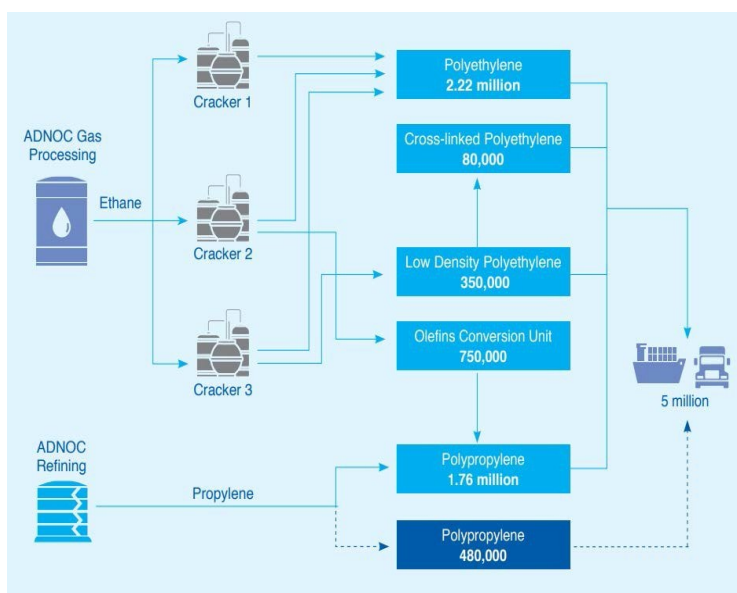 Cracker 1
Polyethylene
2.22 million
ADNOC Gas
Processing
Cross-linked Polyethylene
80,000
Ethane
Cracker 2
Low Density Polyethylene
350,000
Olefins Conversion Unit
750,000
Cracker 3
5 million
ADNOC
Refining
Propylene
Polypropylene
1.76 million
Polypropylene
480,000